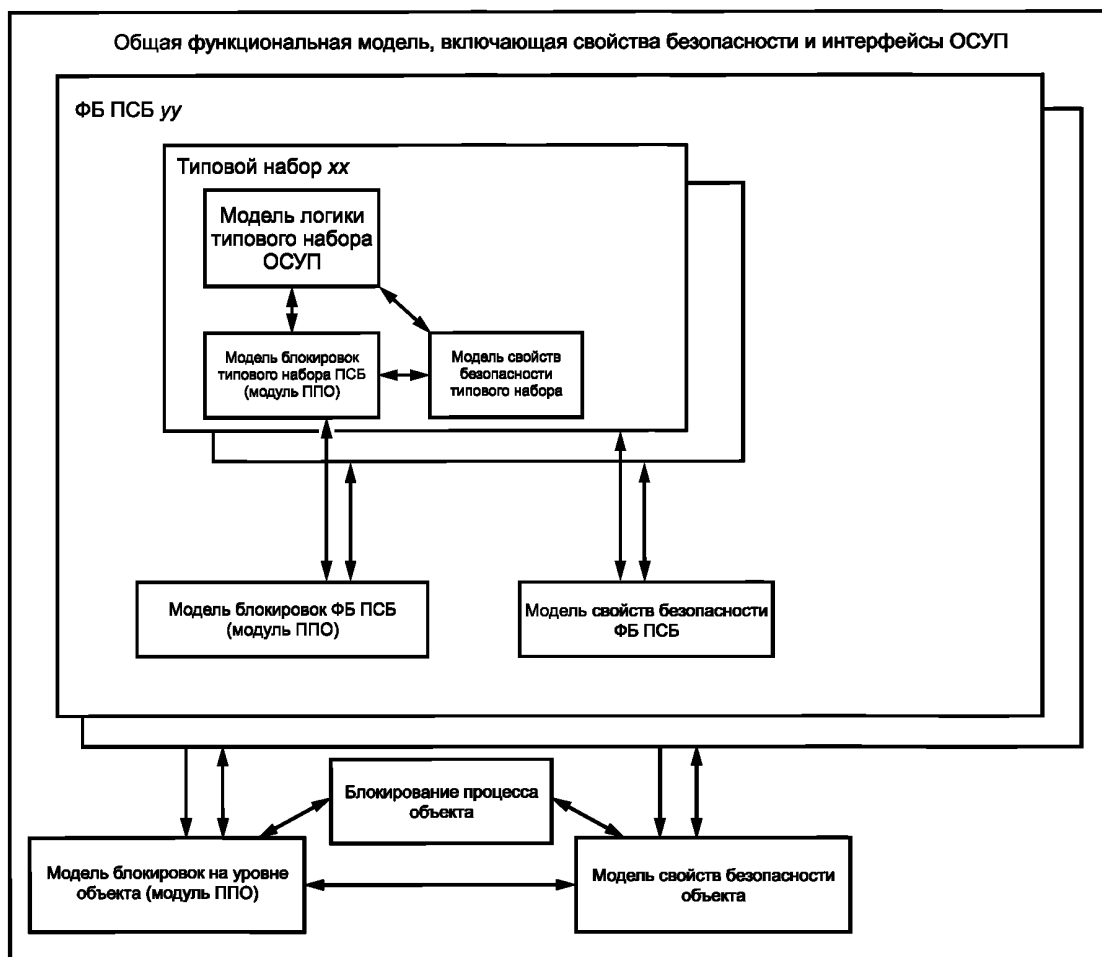 Общая функциональная модель, включающая свойства безопасности и интерфейсы ОСУП
ФБ ПСБ yy
Типовой набор xx
Модель логики
типового набора
ОСУП
Модель блокировок
типового набора ПСБ
(модуль ППО)
Модель свойств
безопасности
типового набора
Модель блокировок ФБ ПСБ
(модуль ППО)
Модель свойств безопасности
ФБ ПСБ
Блокирование процесса
объекта
Модель блокировок на уровне
объекта (модуль ППО)
Модель свойств безопасности
объекта